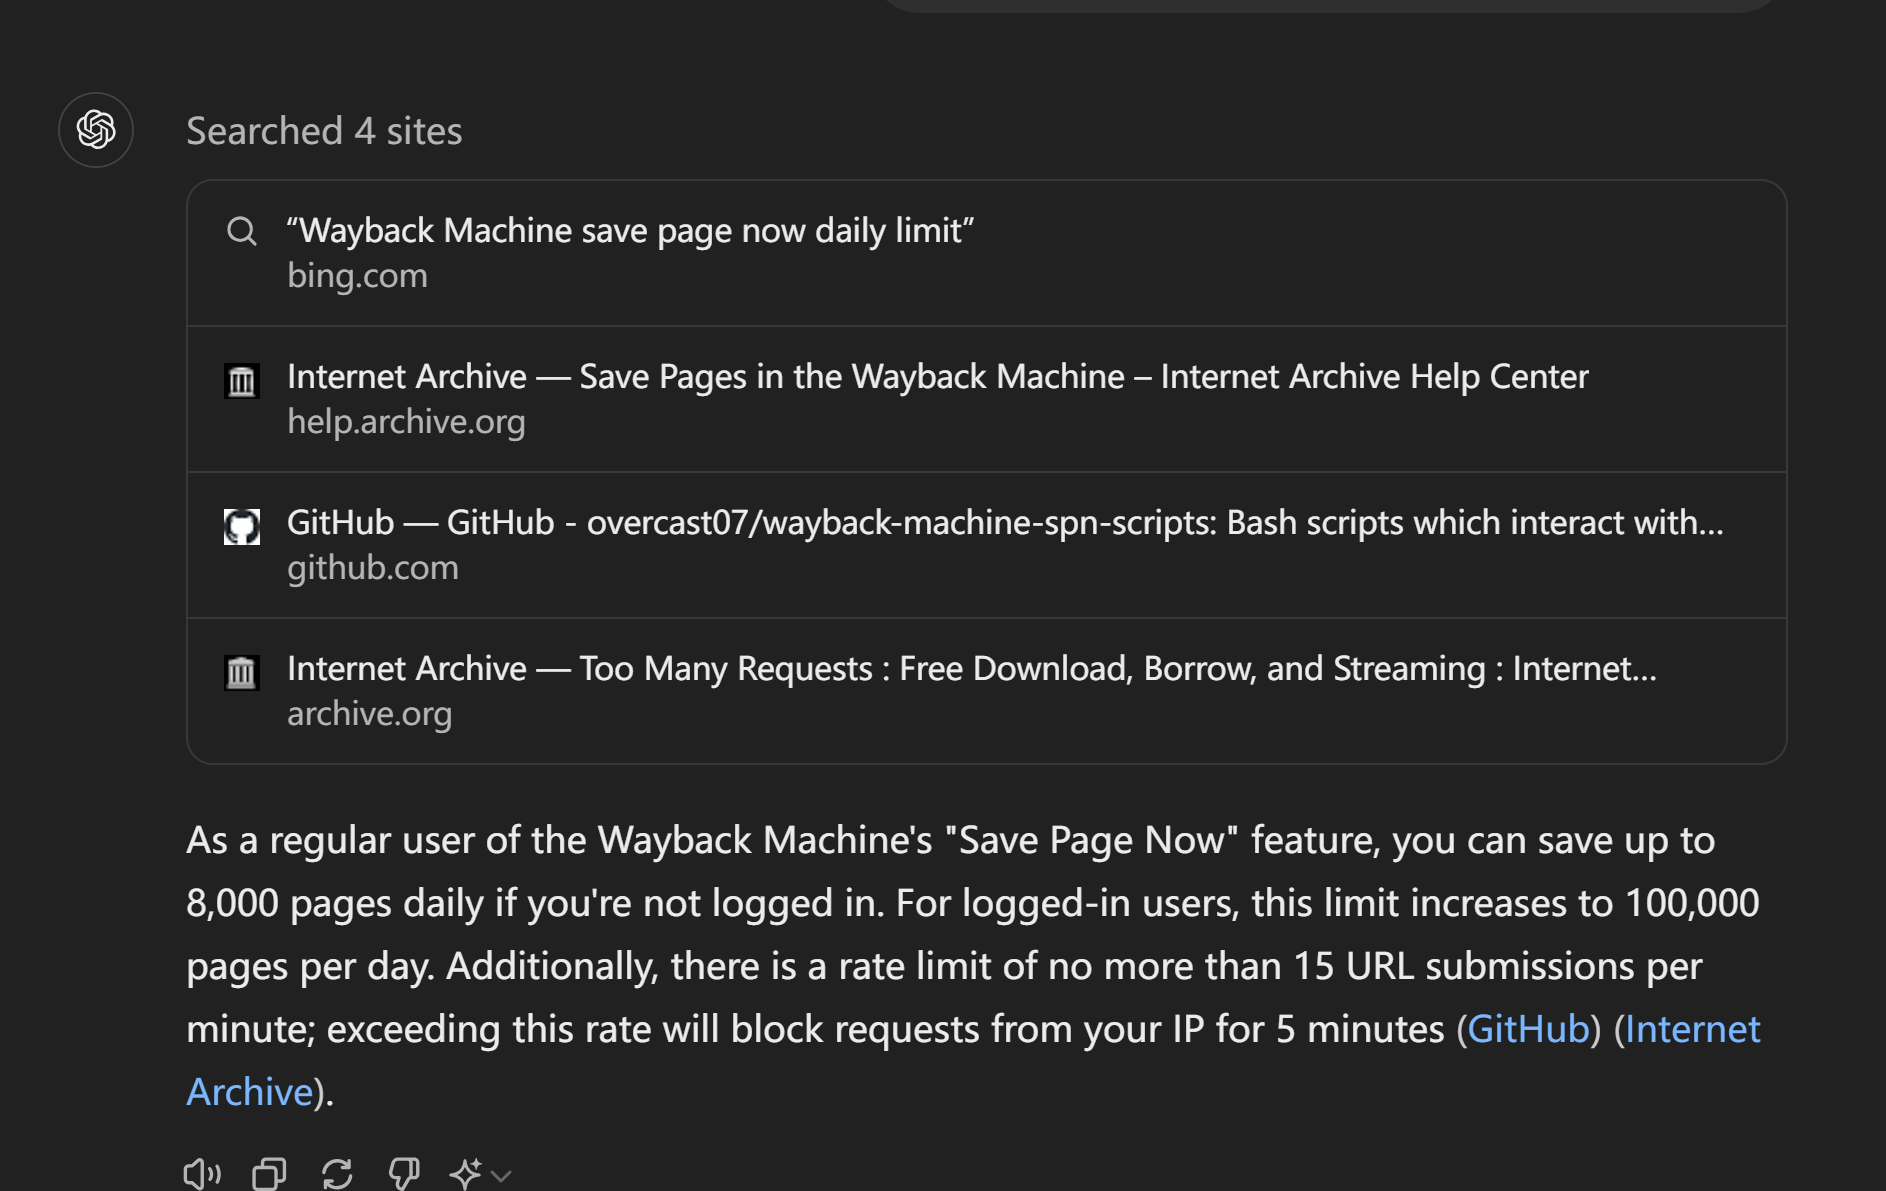 Searched 4 sites
“Wayback Machine save page now daily limit”
bing.com
Internet Archive — Save Pages in the Wayback Machine – Internet Archive Help Center
help.archive.org
GitHub — GitHub - overcast07/wayback-machine-spn-scripts: Bash scripts which interact with...
github.com
Internet Archive — Too Many Requests : Free Download, Borrow, and Streaming : Internet...
archive.org
As a regular user of the Wayback Machine's "Save Page Now" feature, you can save up to
8,000 pages daily if you're not logged in. For logged-in users, this limit increases to 100,000
pages per day. Additionally, there is a rate limit of no more than 15 URL submissions per
minute; exceeding this rate will block requests from your IP for 5 minutes (GitHub) (Internet
Archive).